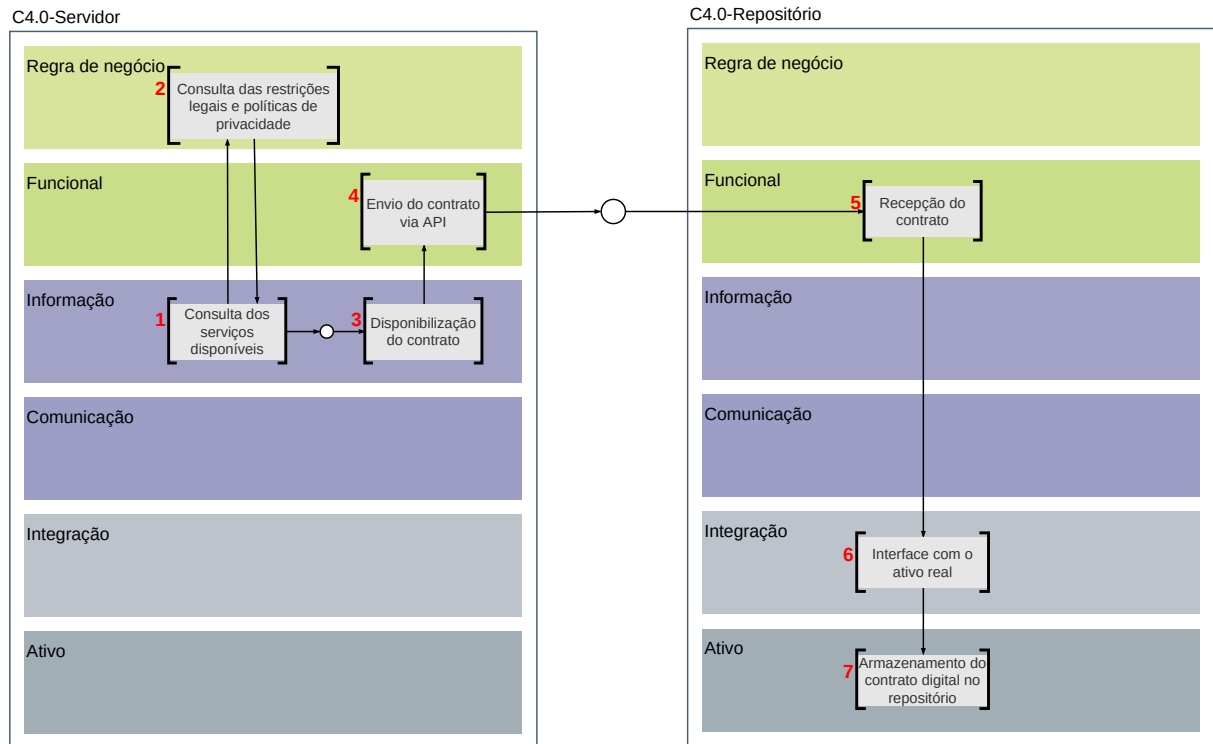 C4.0-Servidor
Regra de negócio
2
Consulta das restrições
legais e políticas de
privacidade
Funcional
4
Envio do contrato
via API
Informação
1
Consulta dos
serviços
disponíveis
3
Disponibilização
do contrato
Comunicação
Integração
Ativo
C4.0-Repositório
Regra de negócio
Funcional
5
Recepção do
contrato
Informação
Comunicação
Integração
6
Interface com o
ativo real
Ativo
7
Armazenamento do
contrato digital no
repositório